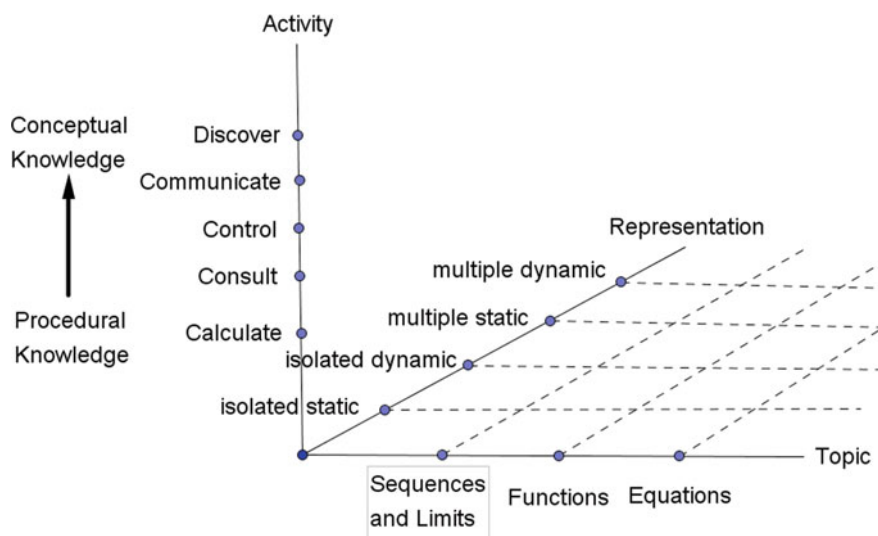 Activity
Conceptual
Knowledge
Discover
Communicate
Control
Consult
Calculate
Procedural
Knowledge
Representation
multiple dynamic
multiple static
isolated dynamic
isolated static
Topic
Sequences
and Limits
Functions
Equations